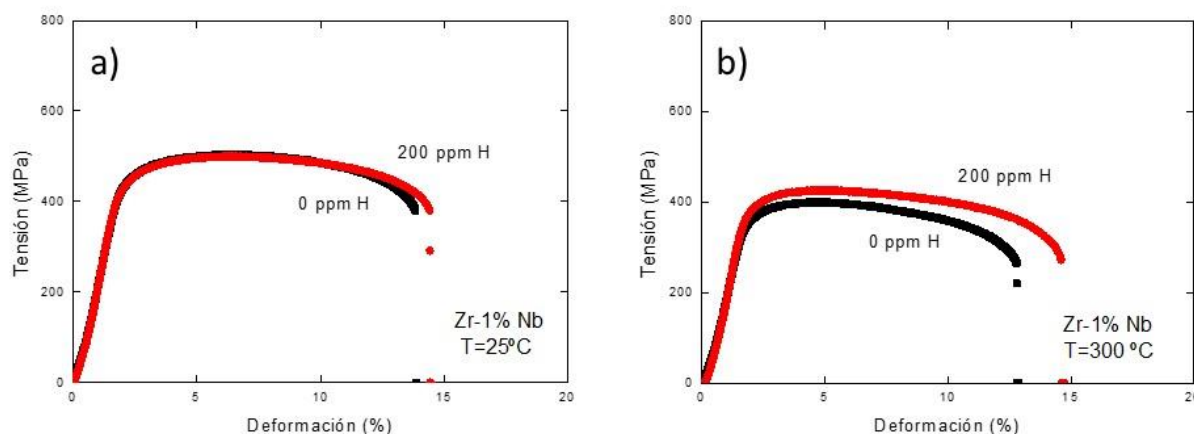 a)
800
600
400
200
0
Tensión (MPa)
200 ppm H
0 ppm H
Zr-1% Nb
T=25ºC
0 5 10 15 20
Deformación (%)
b)
800
600
400
200
0
Tensión (MPa)
200 ppm H
0 ppm H
Zr-1% Nb
T=300 ºC
0 5 10 15 20
Deformación (%)